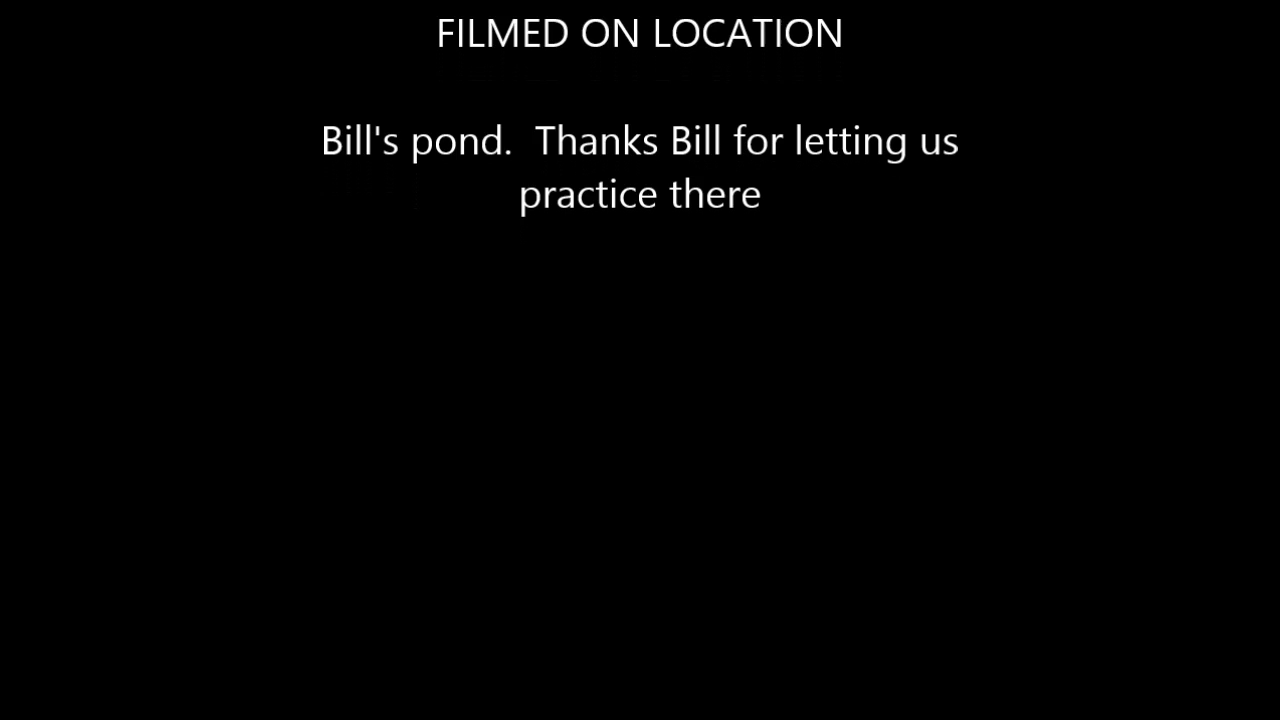 FILMED ON LOCATION
Bill's pond.  Thanks Bill for letting us
practice there